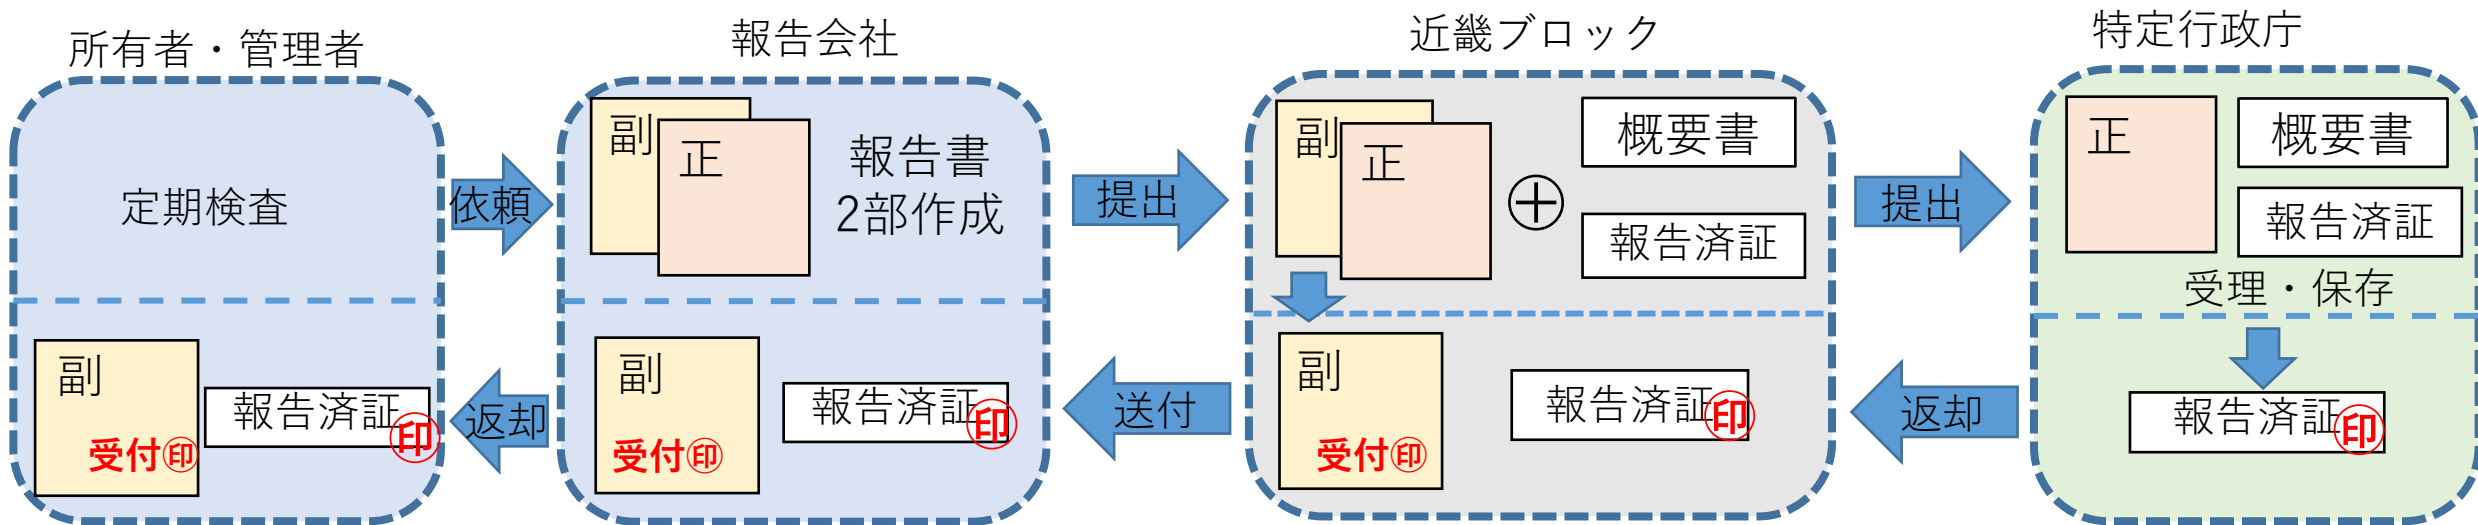 所有者・管理者
定期検査
副
受付㊞
報告済証㊞
依頼
返却
報告会社
副
正
報告書
2部作成
副
受付㊞
報告済証㊞
提出
送付
近畿ブロック
副
正
概要書
報告済証
副
受付㊞
報告済証㊞
提出
返却
特定行政庁
正
概要書
報告済証
受理・保存
報告済証㊞